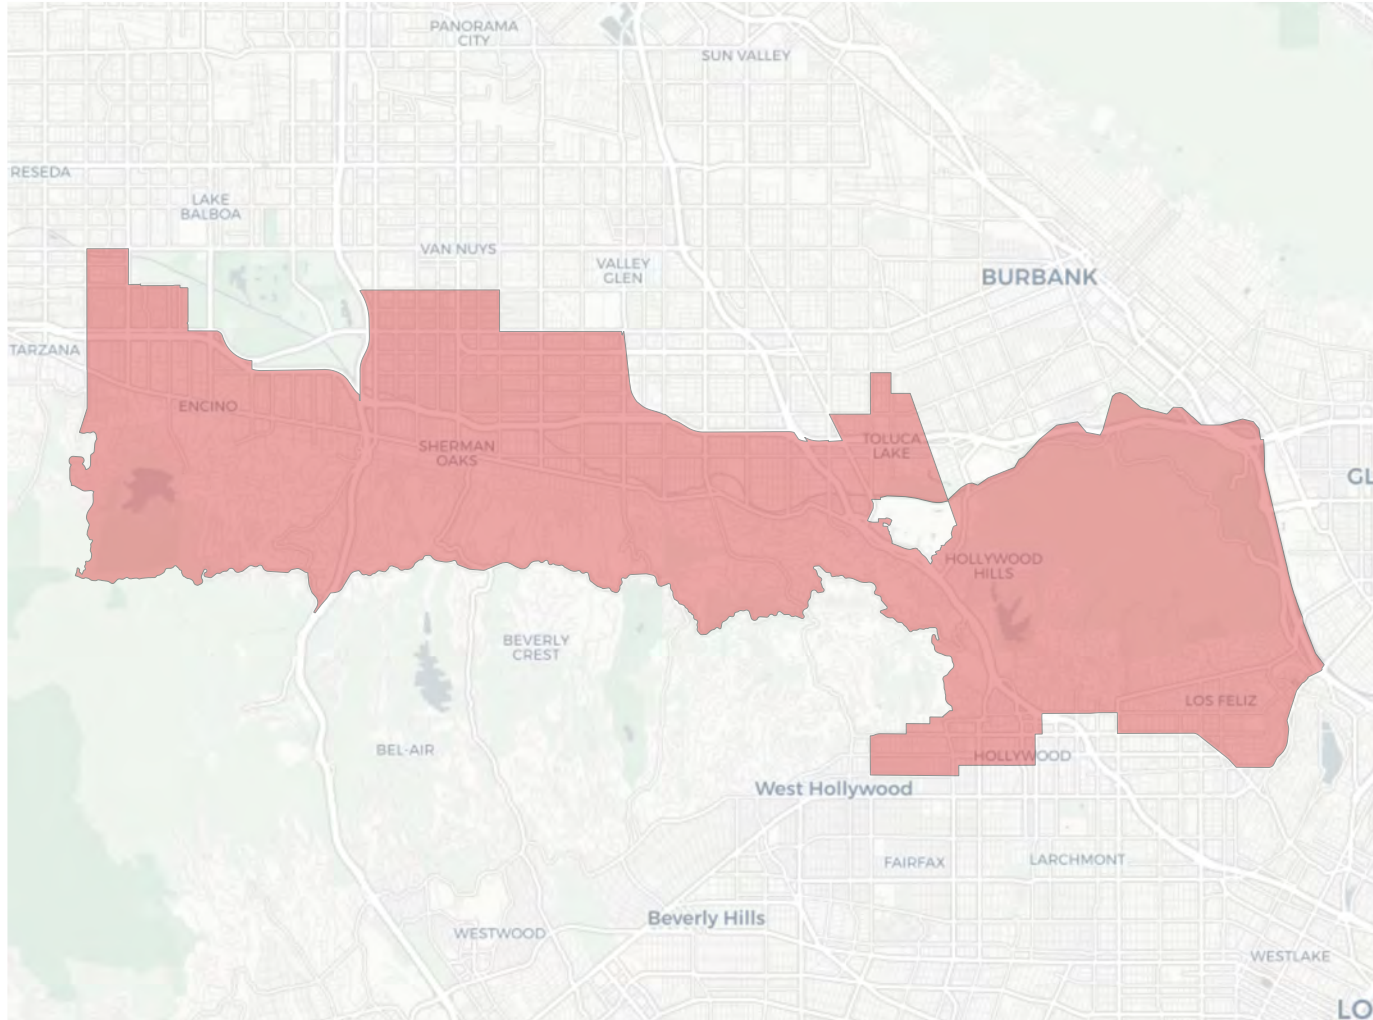 PANORAMA
CITY
SUN VALLEY
RESEDA
LAKE
BALBOA
VAN NUYS
VALLEY
GLEN
BURBANK
TARZANA
ENCINO
SHERMAN
OAKS
TOLUCA
LAKE
GL
HOLLYWOOD
HILLS
BEVERLY
CREST
LOS FELIZ
BEL-AIR
HOLLYWOOD
West Hollywood
FAIRFAX
LARCHMONT
Beverly Hills
WESTWOOD
WESTLAKE
LO